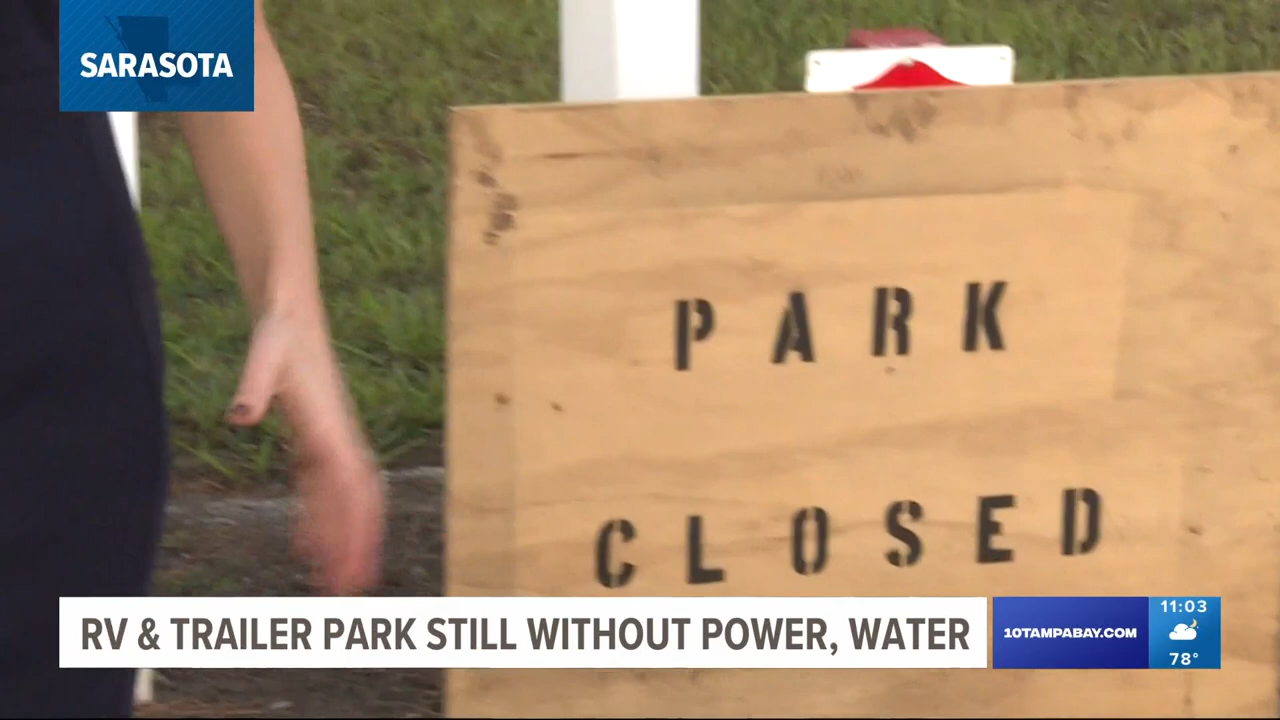 SARASOTA
PARK
CLOSED
RV & TRAILER PARK STILL WITHOUT POWER, WATER
10TAMPABAY.COM
11:03
78°